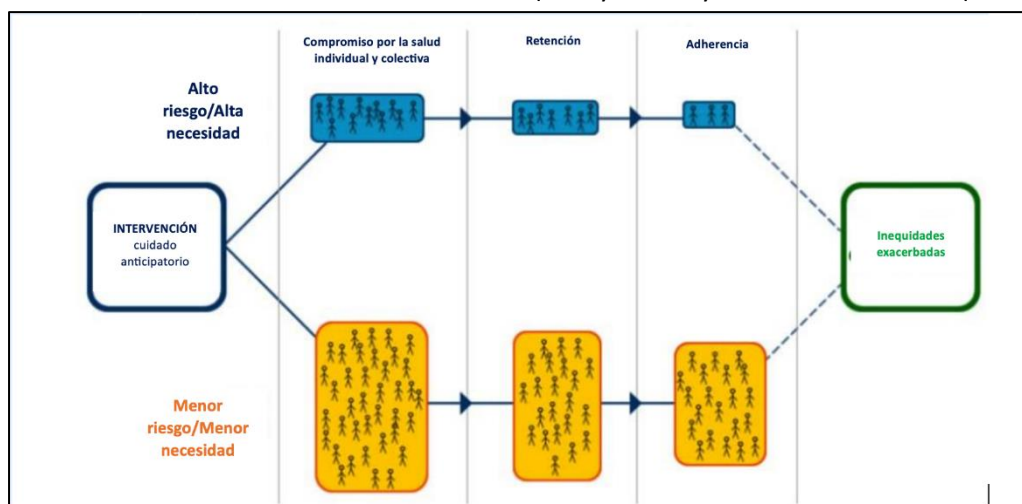 Compromiso por la salud
individual y colectiva
Retención
Adherencia
Alto
riesgo/Alta
necesidad
INTERVENCIÓN
cuidado
anticipatorio
Inequidades
exacerbadas
Menor
riesgo/Menor
necesidad